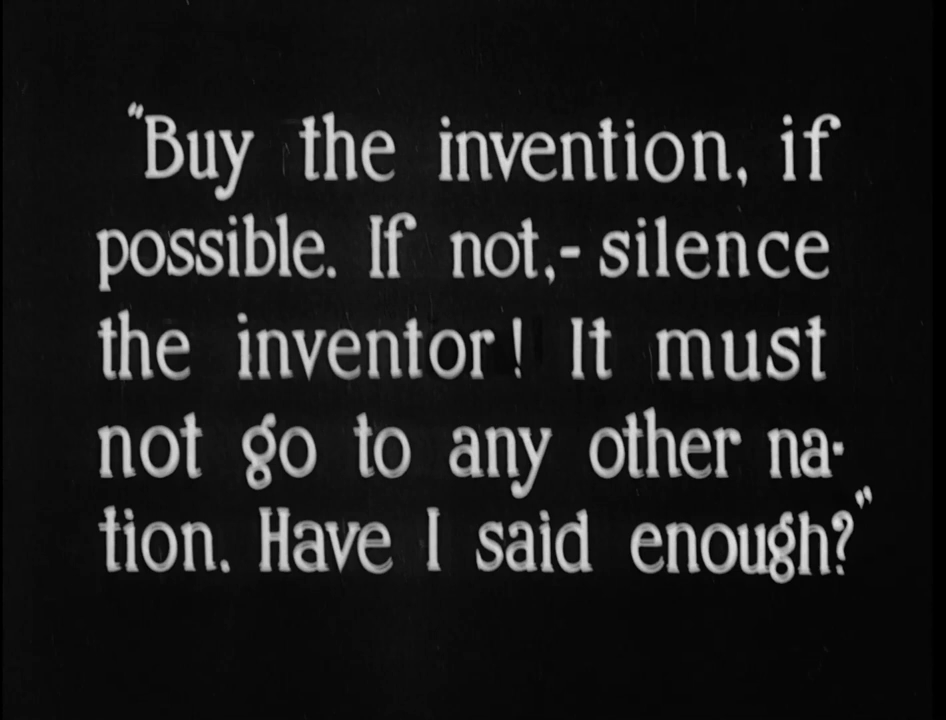 "Buy the invention, if
possible. If not,- silence
the inventor! It must
not go to any other na-
tion. Have I said enough?"